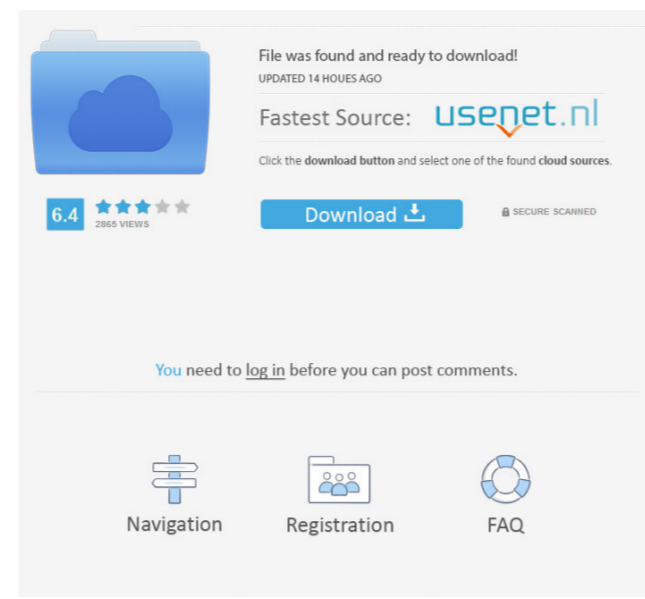 File was found and ready to download!
UPDATED 14 HOUES AGO
Fastest Source: usenet.nl
Click the download button and select one of the found cloud sources.
6.4
2865 VIEWS
Download
SECURE SCANNED
You need to log in before you can post comments.
Navigation
Registration
FAQ